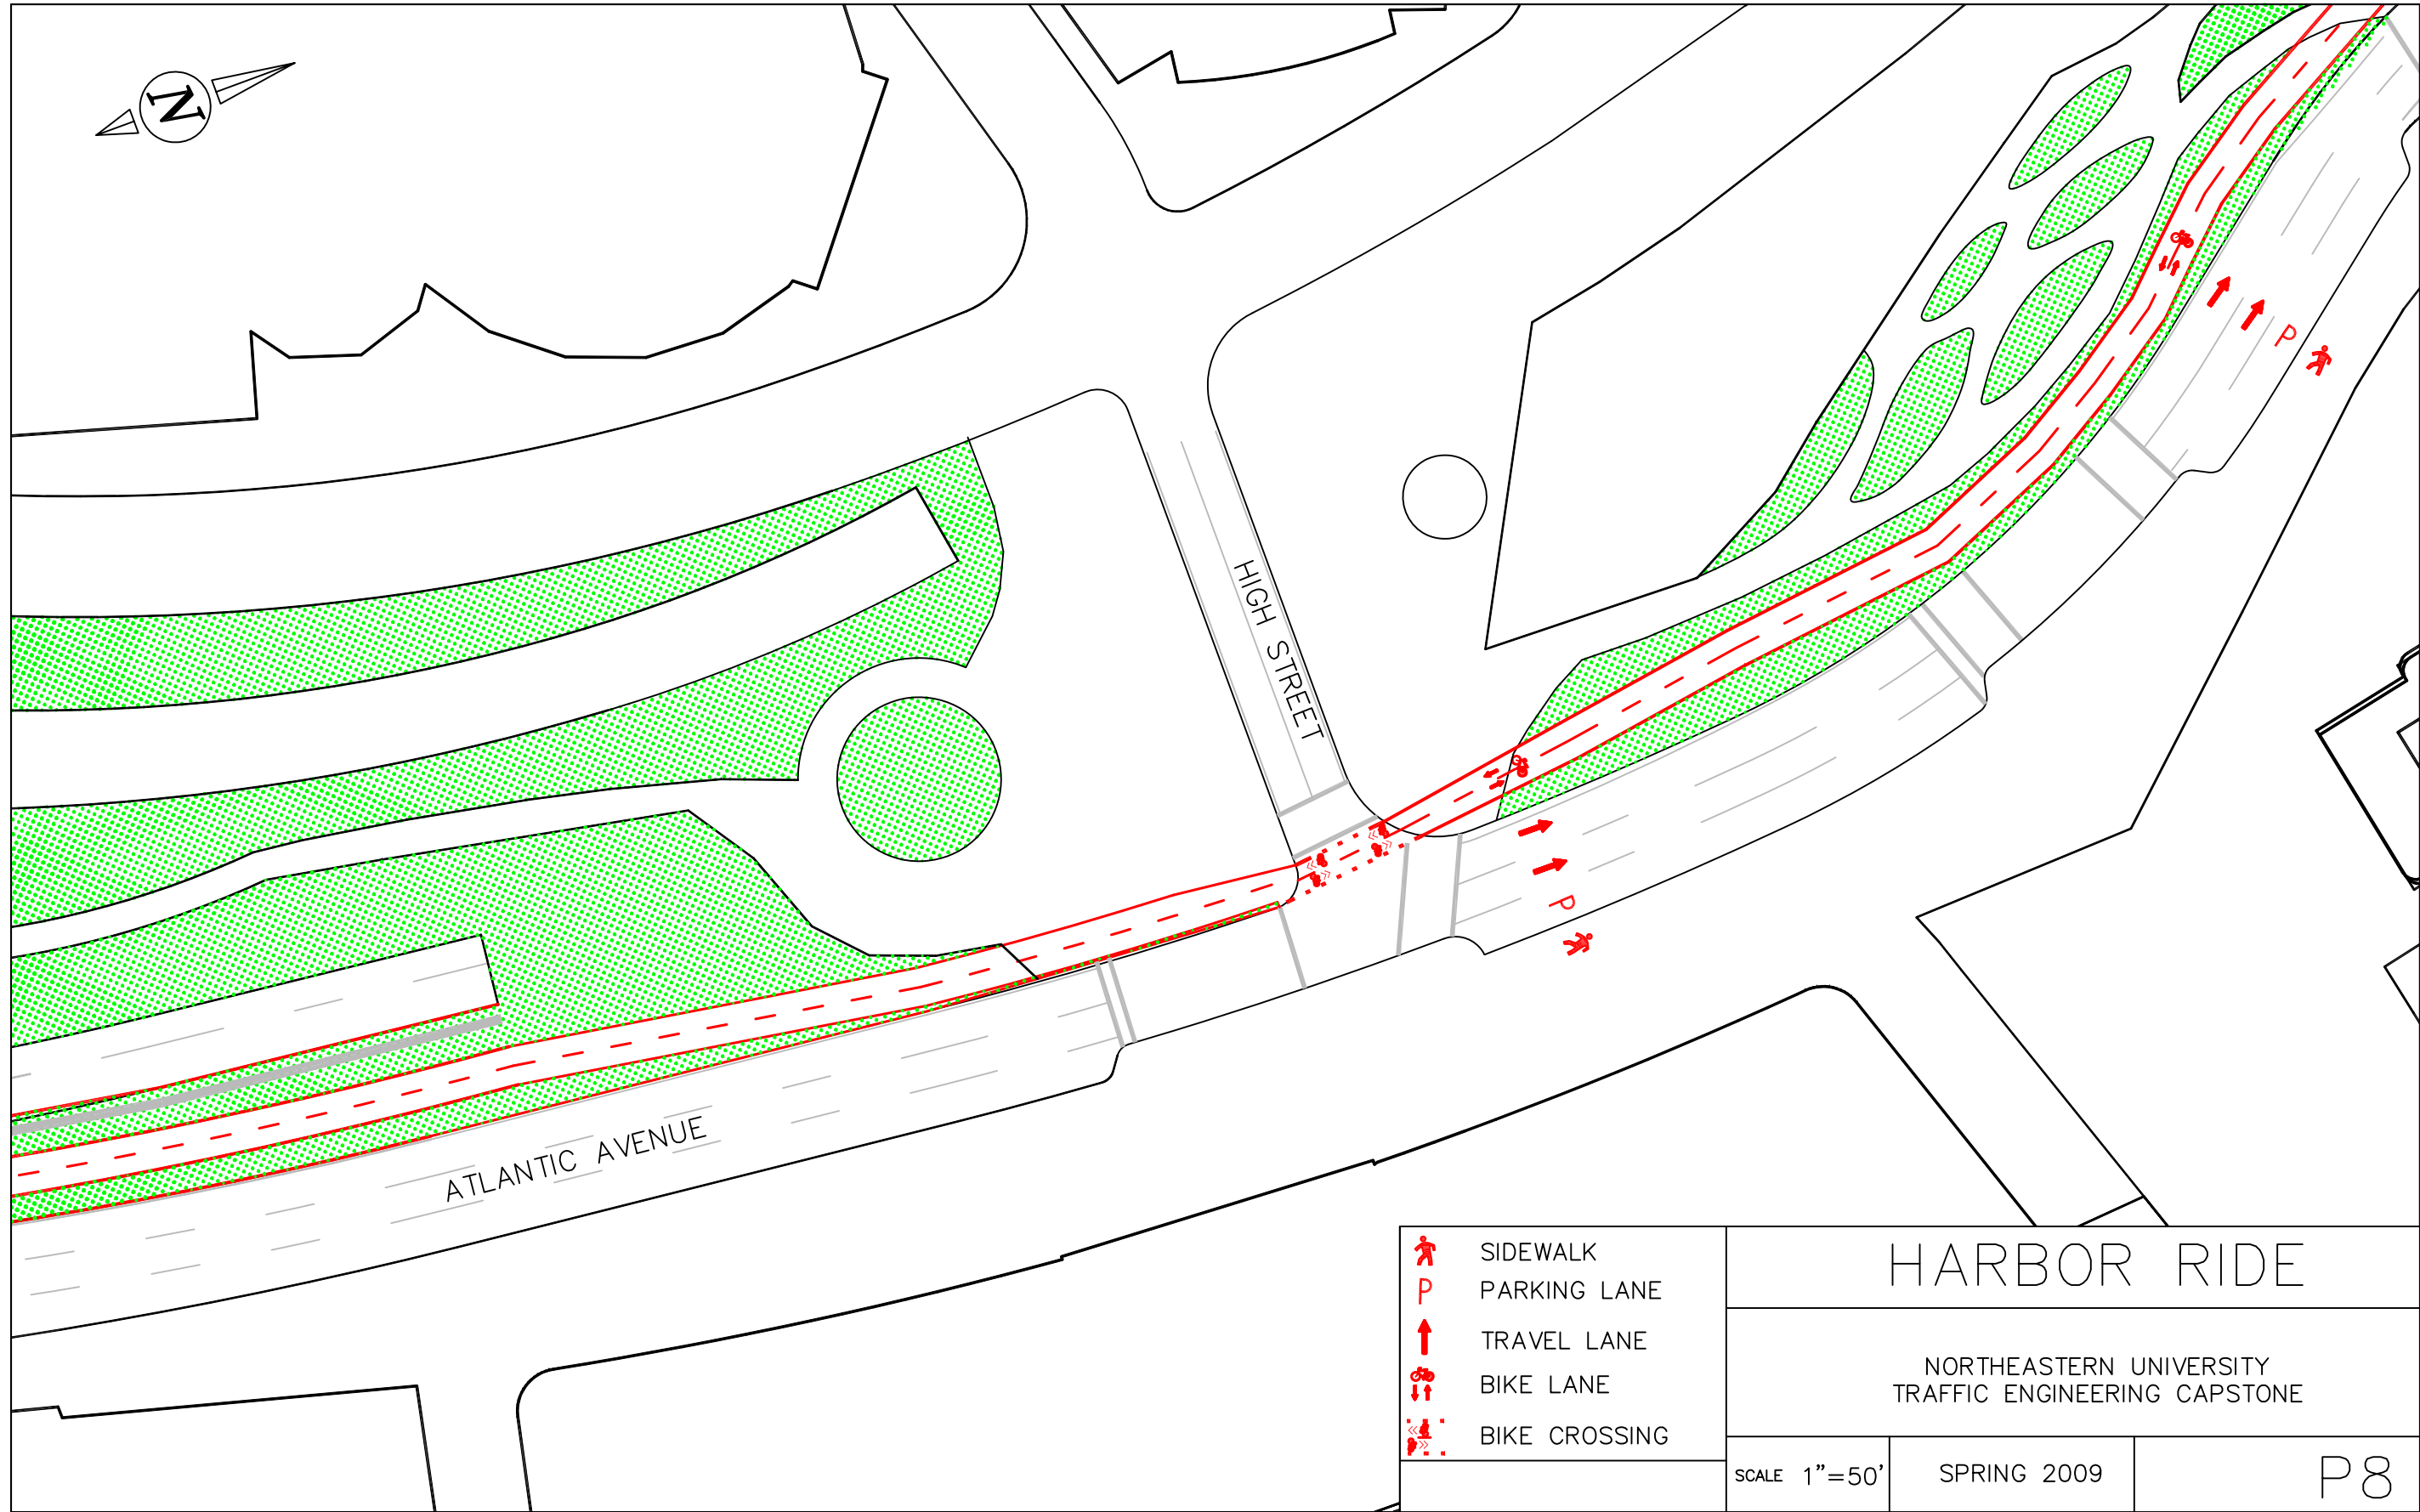 N
P
HIGH STREET
P
ATLANTIC AVENUE
SIDEWALK
P PARKING LANE
TRAVEL LANE
BIKE LANE
BIKE CROSSING
HARBOR RIDE
NORTHEASTERN UNIVERSITY
TRAFFIC ENGINEERING CAPSTONE
SCALE 1"=50'
SPRING 2009
P8